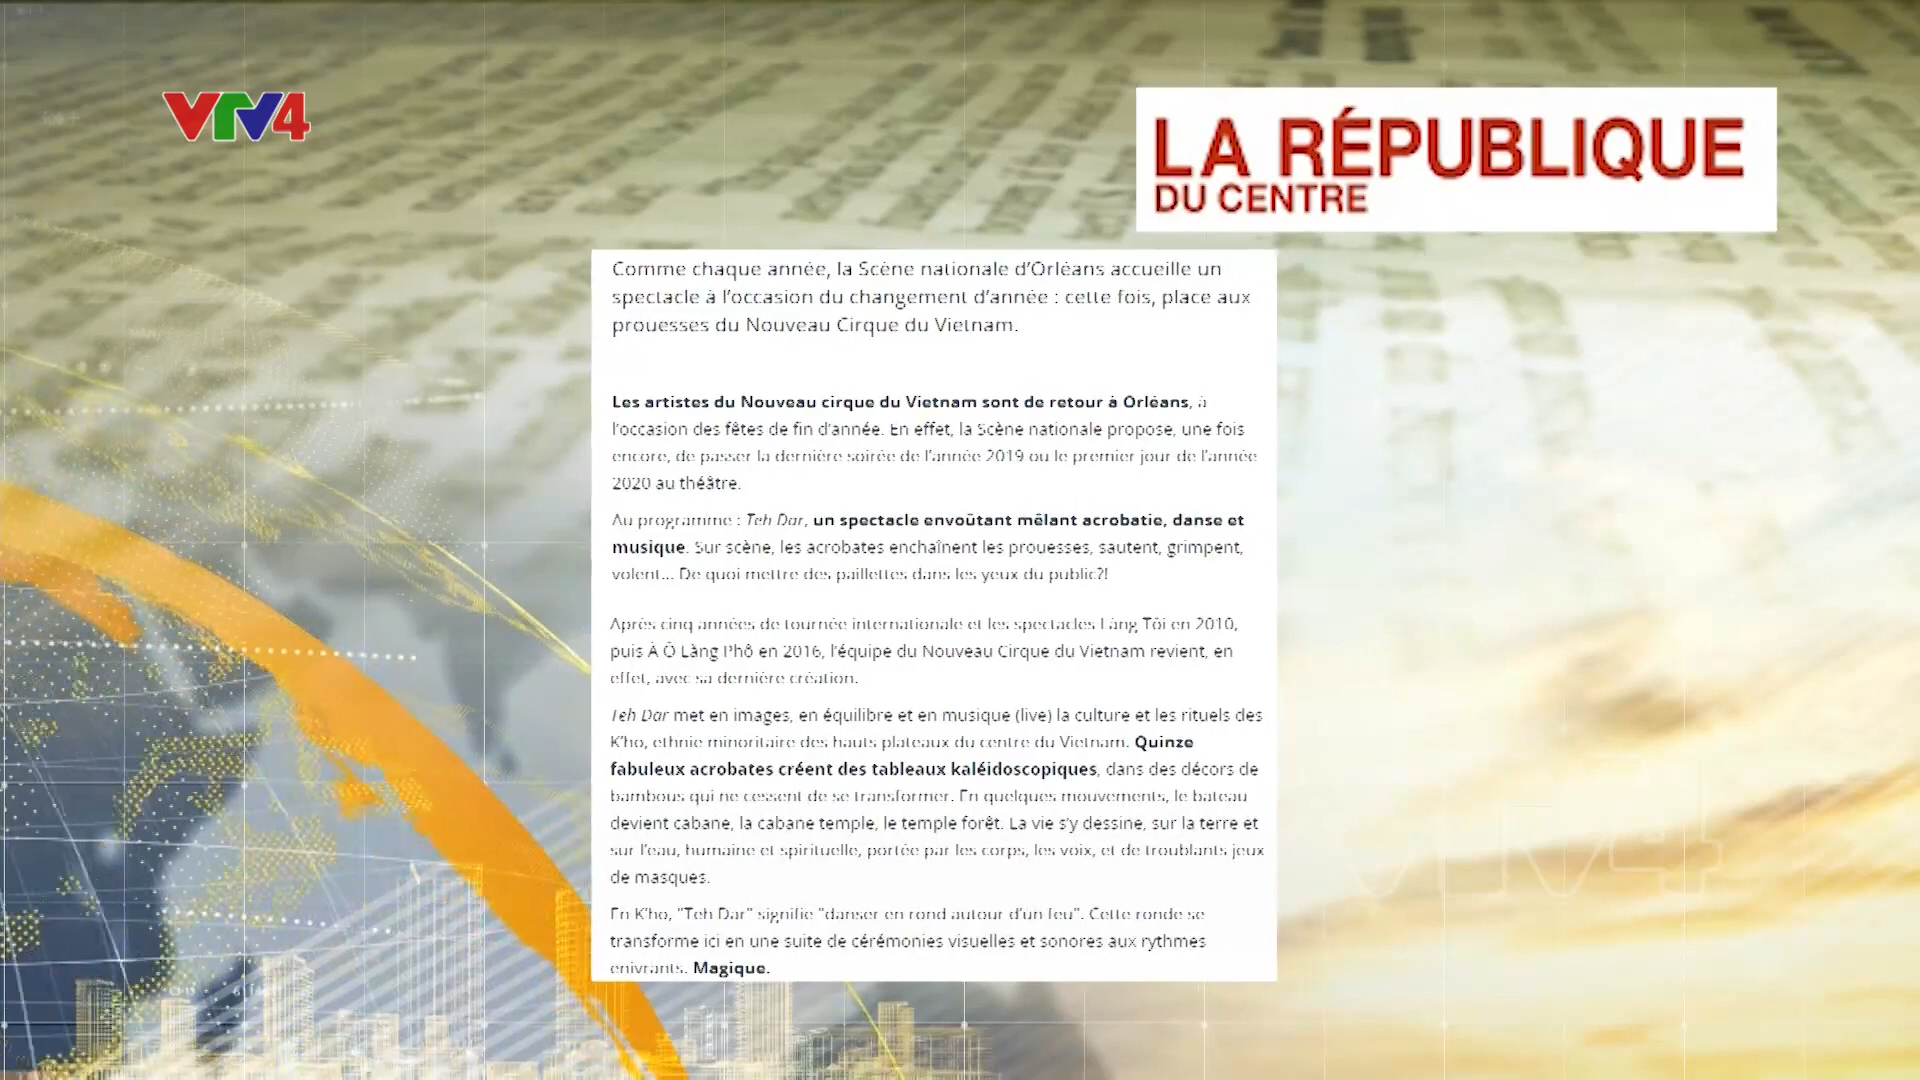 VTV4
LA RÉPUBLIQUE
DU CENTRE
Comme chaque année, la Scène nationale d'Orléans accueille un
spectacle à l'occasion du changement d'année : cette fois, place aux
prouesses du Nouveau Cirque du Vietnam.
Les artistes du Nouveau cirque du Vietnam sont de retour à Orléans, à
l'occasion des fêtes de fin d'année. En effet, la Scène nationale propose, une fois
encore, de passer la dernière soirée de l'année 2019 ou le premier jour de l'année
2020 au théâtre.
Au programme : Teh Dar, un spectacle envoûtant mêlant acrobatie, danse et
musique. Sur scène, les acrobates enchaînent les prouesses, sautent, grimpent,
volent... De quoi mettre des paillettes dans les yeux du public?!
Après cinq années de tournée internationale et les spectacles Làng Tôi en 2010,
puis À Ố Làng Phố en 2016, l'équipe du Nouveau Cirque du Vietnam revient, en
effet, avec sa dernière création.
Teh Dar met en images, en équilibre et en musique (live) la culture et les rituels des
K'ho, ethnie minoritaire des hauts plateaux du centre du Vietnam. Quinze
fabuleux acrobates créent des tableaux kaléidoscopiques, dans des décors de
bambous qui ne cessent de se transformer. En quelques mouvements, le bateau
devient cabane, la cabane temple, le temple forêt. La vie s'y dessine, sur la terre et
sur l'eau, humaine et spirituelle, portée par les corps, les voix, et de troublants jeux
de masques.
En K'ho, "Teh Dar" signifie "danser en rond autour d'un feu". Cette ronde se
transforme ici en une suite de cérémonies visuelles et sonores aux rythmes
enivrants. Magique.